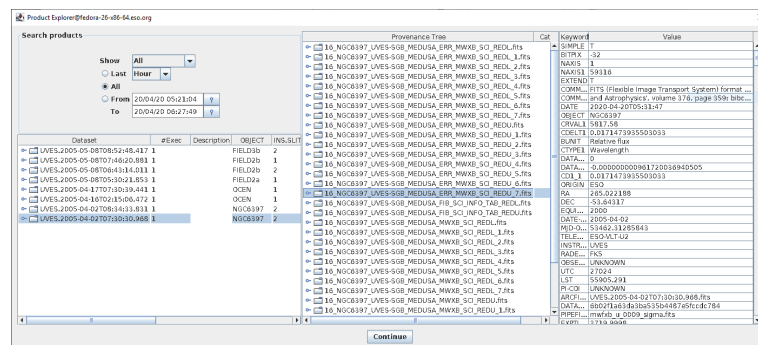 Product Explorer@fedora-26-x86-64.eso.org
Search products
Show All
Last Hour
All
From 20/04/20 05:21:04
To 20/04/20 06:27:49
Dataset #Exec Description OBJECT INS.SLIT
UVES.2005-05-08T08:52:48.417 1 FIELD3b 2
UVES.2005-05-08T07:46:20.881 1 FIELD2b 1
UVES.2005-05-08T06:43:14.011 1 FIELD2b 2
UVES.2005-05-08T05:30:21.853 1 FIELD2a 1
UVES.2005-04-17T07:30:39.441 1 OCEN 1
UVES.2005-04-16T02:15:06.472 1 OCEN 1
UVES.2005-04-02T08:34:33.831 1 NGC6397 2
UVES.2005-04-02T07:30:30.968 1 NGC6397 2
Provenance Tree Cat
16_NGC6397_UVES-SGB_MEDUSA_ERR_MWXB_SCI_REDL.fits
16_NGC6397_UVES-SGB_MEDUSA_ERR_MWXB_SCI_REDL_1.fits
16_NGC6397_UVES-SGB_MEDUSA_ERR_MWXB_SCI_REDL_2.fits
16_NGC6397_UVES-SGB_MEDUSA_ERR_MWXB_SCI_REDL_3.fits
16_NGC6397_UVES-SGB_MEDUSA_ERR_MWXB_SCI_REDL_4.fits
16_NGC6397_UVES-SGB_MEDUSA_ERR_MWXB_SCI_REDL_5.fits
16_NGC6397_UVES-SGB_MEDUSA_ERR_MWXB_SCI_REDL_6.fits
16_NGC6397_UVES-SGB_MEDUSA_ERR_MWXB_SCI_REDL_7.fits
16_NGC6397_UVES-SGB_MEDUSA_ERR_MWXB_SCI_REDU.fits
16_NGC6397_UVES-SGB_MEDUSA_ERR_MWXB_SCI_REDU_1.fits
16_NGC6397_UVES-SGB_MEDUSA_ERR_MWXB_SCI_REDU_2.fits
16_NGC6397_UVES-SGB_MEDUSA_ERR_MWXB_SCI_REDU_3.fits
16_NGC6397_UVES-SGB_MEDUSA_ERR_MWXB_SCI_REDU_4.fits
16_NGC6397_UVES-SGB_MEDUSA_ERR_MWXB_SCI_REDU_5.fits
16_NGC6397_UVES-SGB_MEDUSA_ERR_MWXB_SCI_REDU_6.fits
16_NGC6397_UVES-SGB_MEDUSA_ERR_MWXB_SCI_REDU_7.fits
16_NGC6397_UVES-SGB_MEDUSA_FIB_SCI_INFO_TAB_REDL.fits
16_NGC6397_UVES-SGB_MEDUSA_FIB_SCI_INFO_TAB_REDU.fits
16_NGC6397_UVES-SGB_MEDUSA_MWXB_SCI_REDL.fits
16_NGC6397_UVES-SGB_MEDUSA_MWXB_SCI_REDL_1.fits
16_NGC6397_UVES-SGB_MEDUSA_MWXB_SCI_REDL_2.fits
16_NGC6397_UVES-SGB_MEDUSA_MWXB_SCI_REDL_3.fits
16_NGC6397_UVES-SGB_MEDUSA_MWXB_SCI_REDL_4.fits
16_NGC6397_UVES-SGB_MEDUSA_MWXB_SCI_REDL_5.fits
16_NGC6397_UVES-SGB_MEDUSA_MWXB_SCI_REDL_6.fits
16_NGC6397_UVES-SGB_MEDUSA_MWXB_SCI_REDL_7.fits
16_NGC6397_UVES-SGB_MEDUSA_MWXB_SCI_REDU.fits
16_NGC6397_UVES-SGB_MEDUSA_MWXB_SCI_REDU_1.fits
Keyword Value
SIMPLE T
BITPIX -32
NAXIS 1
NAXIS1 59316
EXTEND T
COMM... FITS (Flexible Image Transport System) format ...
COMM... and Astrophysics', volume 376, page 359; bibc...
DATE 2020-04-20T05:31:47
OBJECT NGC6397
CRVAL1 5817.58
CDELT1 0.0171473935503033
BUNIT Relative flux
CTYPE1 Wavelength
DATA... 0
DATA... -0.0000000000961720036940505
CD1_1 0.0171473935503033
ORIGIN ESO
RA 265.022188
DEC -53.64317
EQUI... 2000
DATE-... 2005-04-02
MJD-O... 53462.31285843
TELE... ESO-VLT-U2
INSTR... UVES
RADE... FK5
OBSE... UNKNOWN
UTC 27024
LST 55905.291
PI-COI UNKNOWN
ARCFI... UVES.2005-04-02T07:30:30.968.fits
DATA... 6b02f1a63da3ba535b4487e5fccdc784
PIPEFI... mwfxb_u_0009_sigma.fits
EXPTI... 3719.9998
Continue